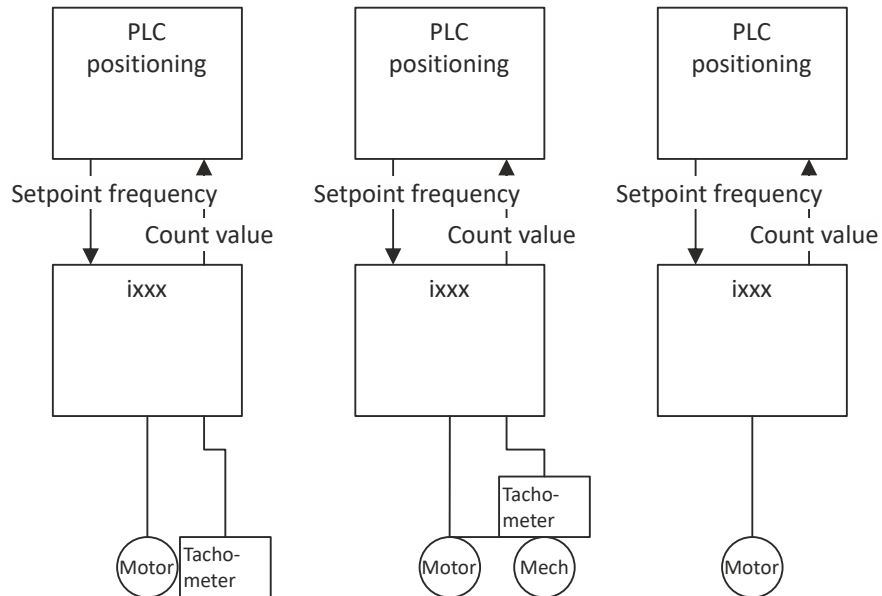 PLC
positioning
PLC
positioning
PLC
positioning
Setpoint frequency
Setpoint frequency
Setpoint frequency
Count value
Count value
Count value
ixxx
ixxx
ixxx
Tacho-
meter
Motor
Tacho-
meter
Motor
Mech
Motor